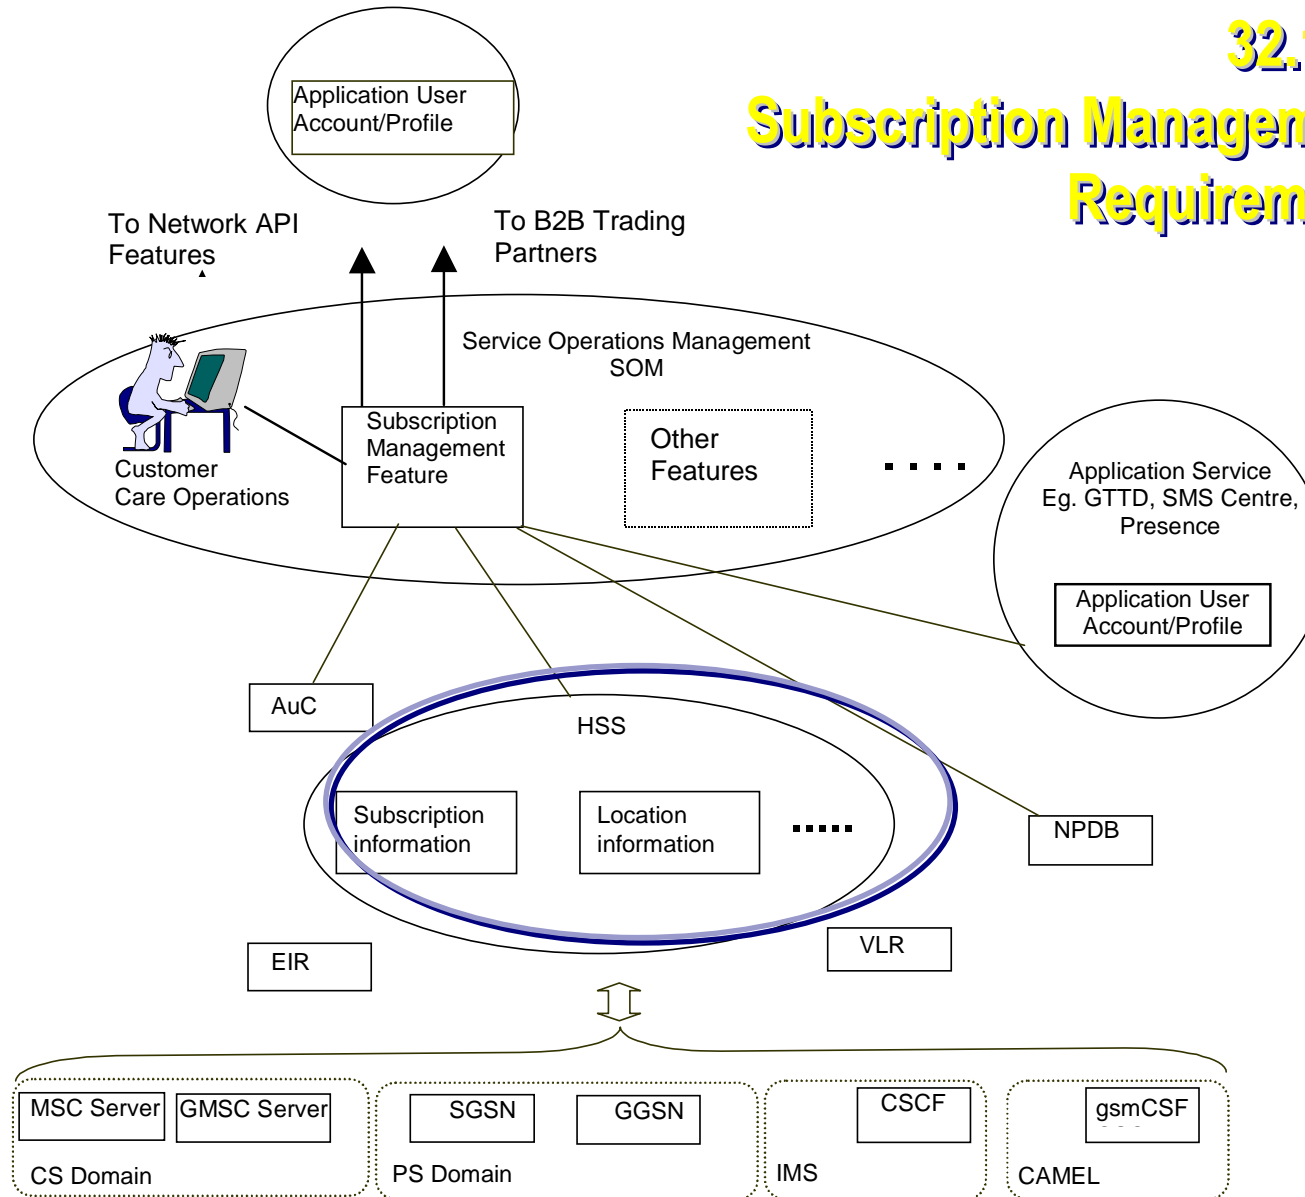 32.
Subscription Managem
Requirem
Application User
Account/Profile
To Network API
Features
To B2B Trading
Partners
Service Operations Management
SOM
Subscription
Management
Feature
Other
Features
. . . .
Customer
Care Operations
Application Service
Eg. GTTD, SMS Centre,
Presence
Application User
Account/Profile
AuC
HSS
Subscription
information
Location
information
.....
NPDB
EIR
VLR
MSC Server
GMSC Server
SGSN
GGSN
CSCF
gsmCSF
CS Domain
PS Domain
IMS
CAMEL